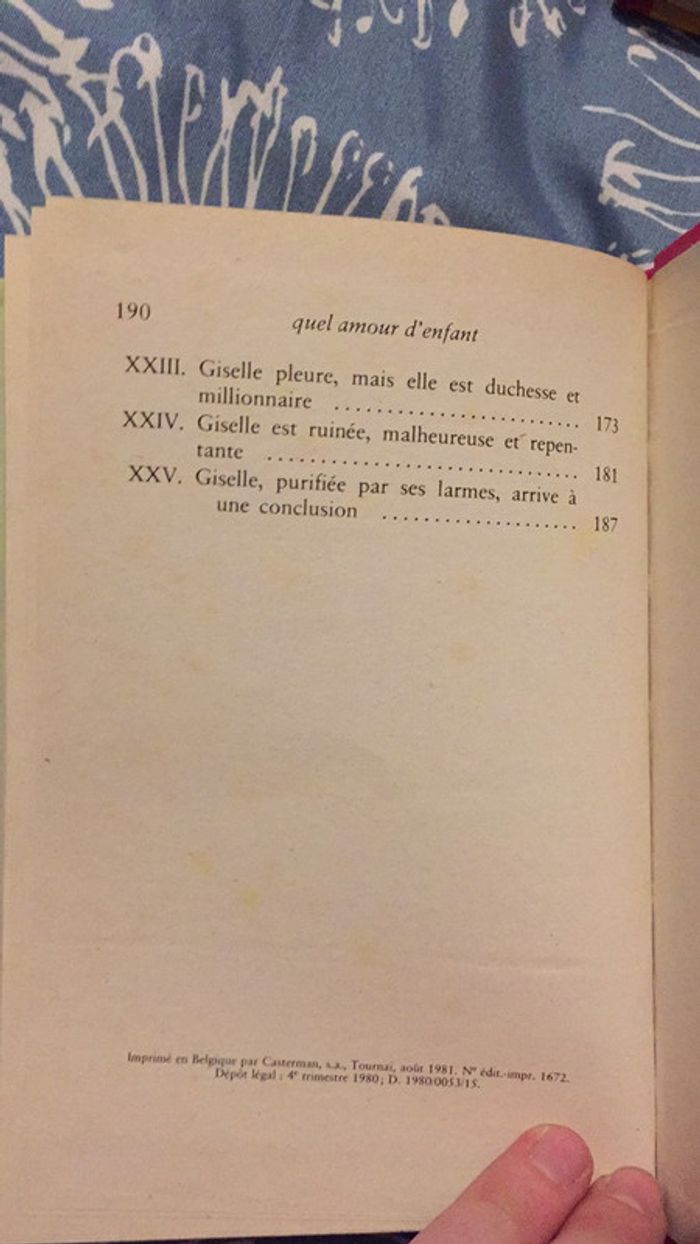 190
quel amour d'enfant
XXIII. Giselle pleure, mais elle est duchesse et
millionnaire ....................... 173
XXIV. Giselle est ruinée, malheureuse et repen-
tante ............................. 181
XXV. Giselle, purifiée par ses larmes, arrive à
une conclusion ................... 187
Imprimé en Belgique par Casterman, s.a., Tournai, août 1981. N° édit.-impr. 1672.
Dépôt légal : 4e trimestre 1980; D. 1980/0053/15.